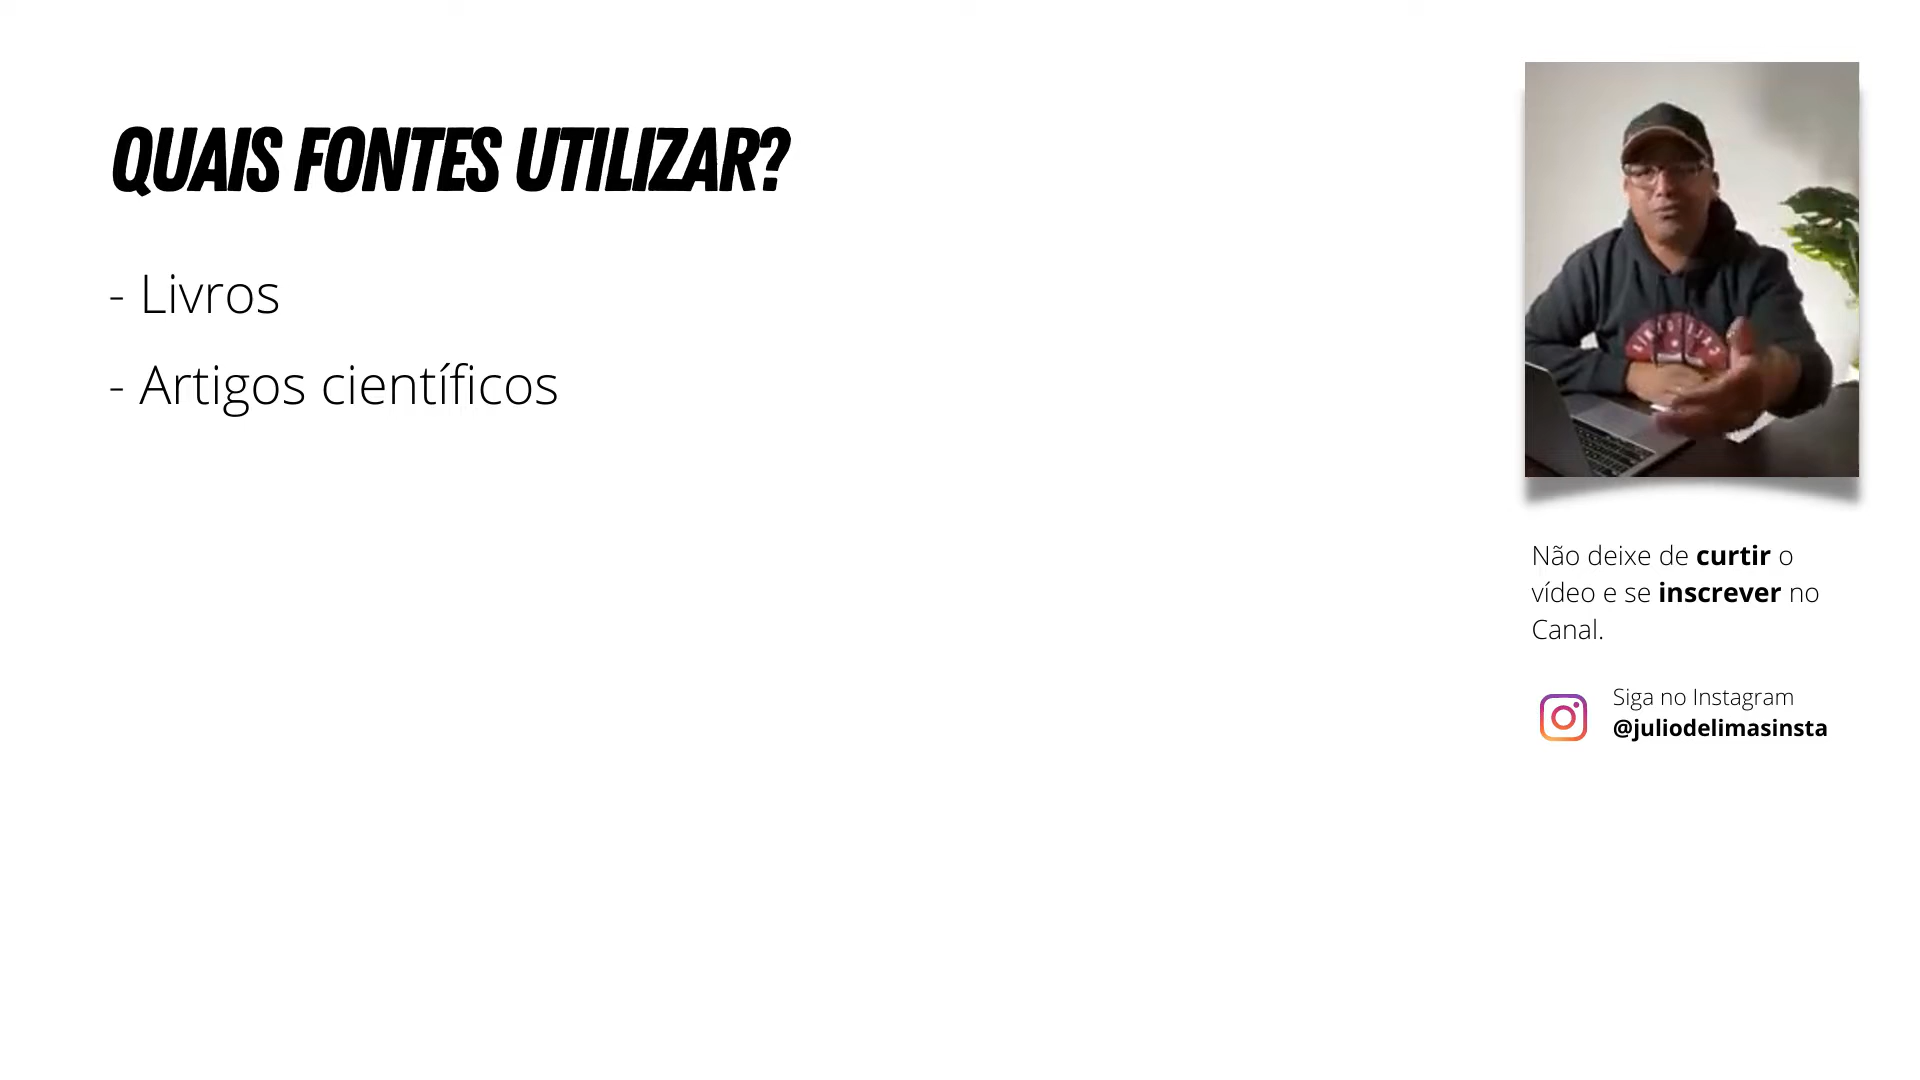 QUAIS FONTES UTILIZAR?
- Livros
- Artigos científicos
Não deixe de curtir o
vídeo e se inscrever no
Canal.
Siga no Instagram
@juliodelimasinsta